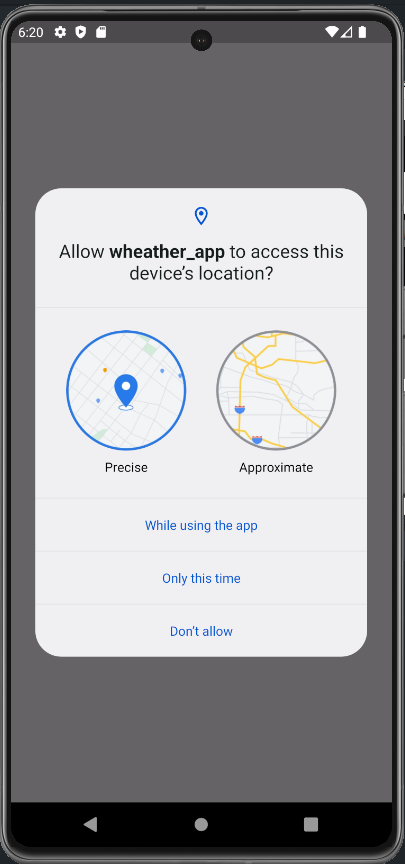 6:20
Allow wheather_app to access this
device's location?
Precise
Approximate
While using the app
Only this time
Don't allow